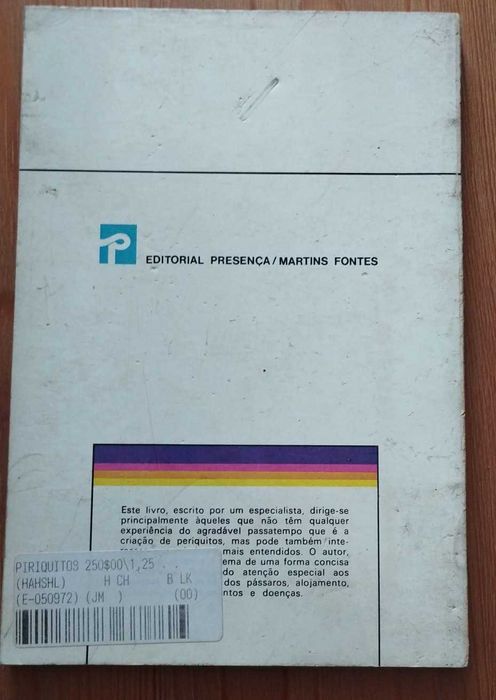 EDITORIAL PRESENÇA / MARTINS FONTES
Este livro, escrito por um especialista, dirige-se
principalmente àqueles que não têm qualquer
experiência do agradável passatempo que é a
criação de periquitos, mas pode também inte-
mais entendidos. O autor,
ema de uma forma concisa
do atenção especial aos
dos pássaros, alojamento,
ntos e doenças.
PIRIQUITOS 250$00\1,25 . .
(HAHSHL) H CH B LK
(E-050972) (JM ) (00)